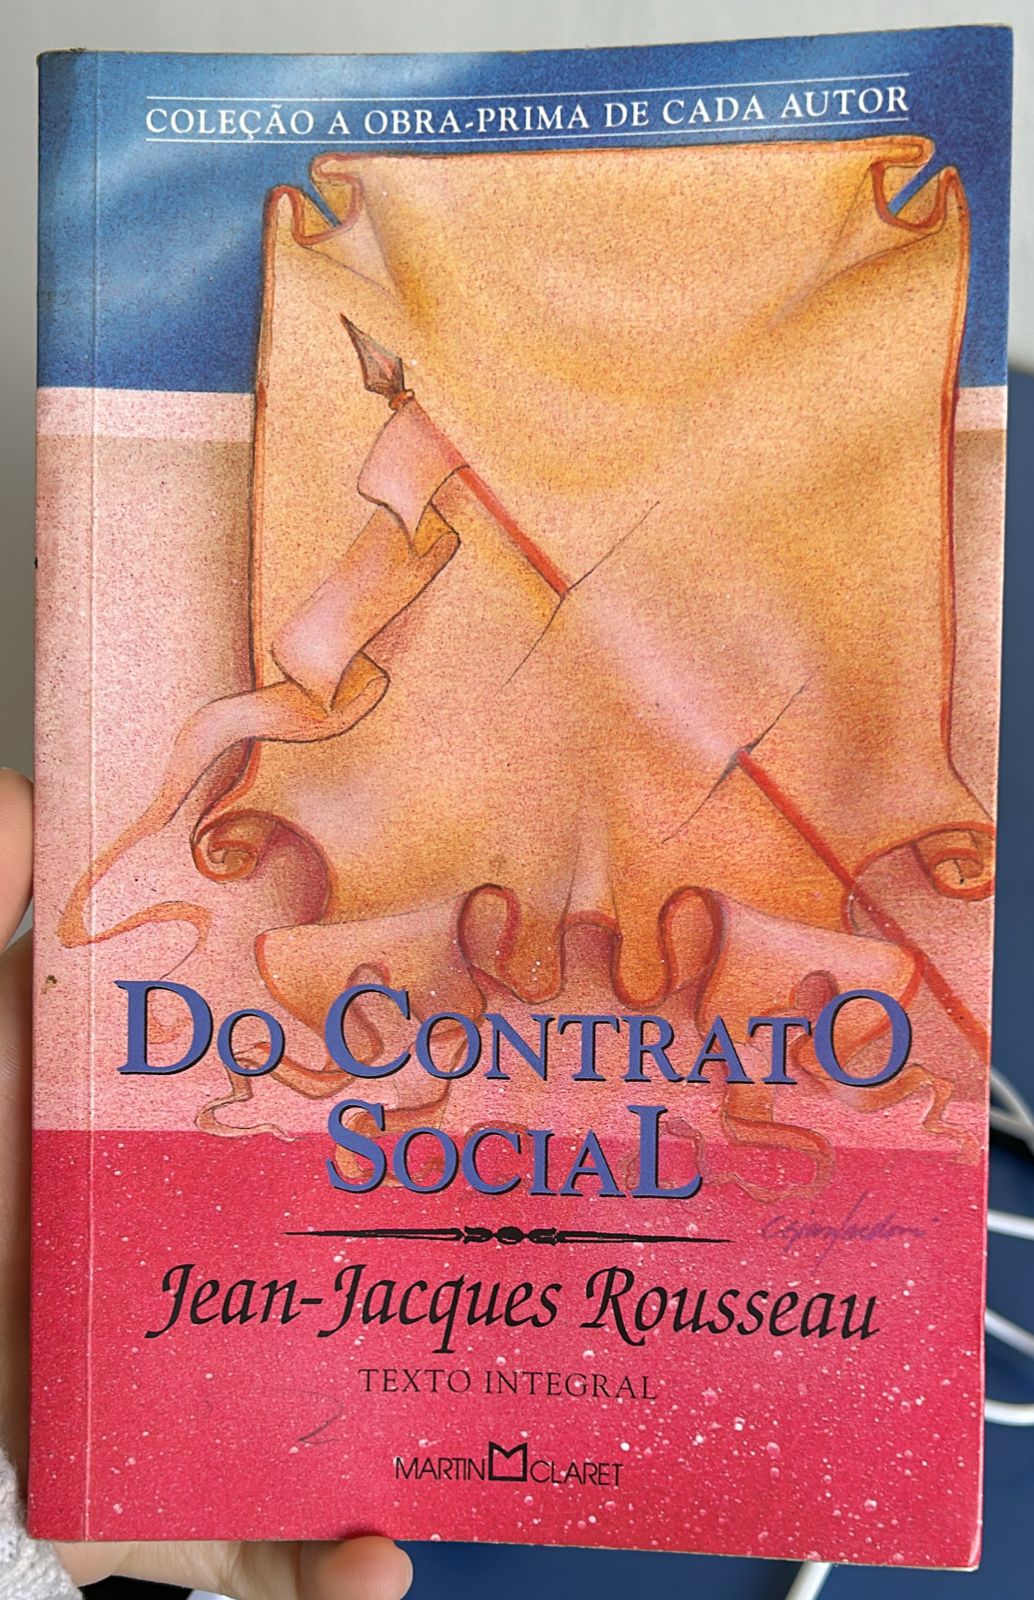 COLEÇÃO A OBRA-PRIMA DE CADA AUTOR
DO CONTRATO
SOCIAL
Jean-Jacques Rousseau
TEXTO INTEGRAL
MARTIN CLARET